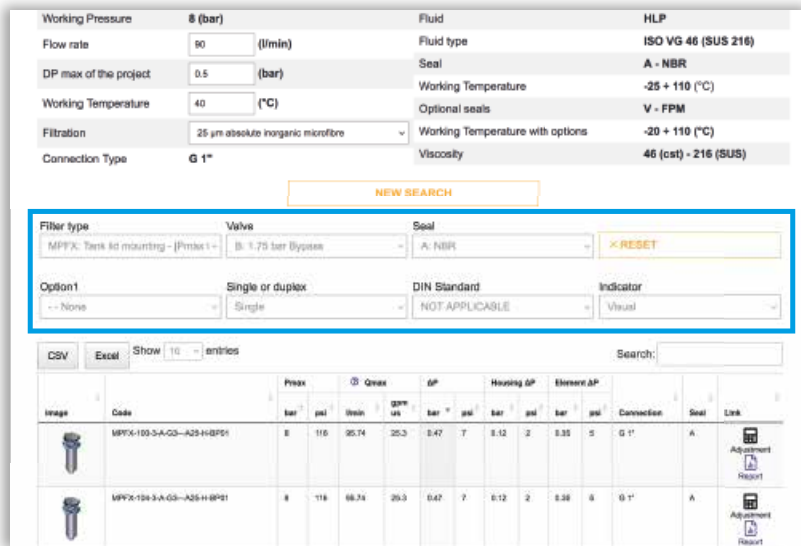 Working Pressure 8 (bar) Fluid HLP
Flow rate 90 (l/min) Fluid type ISO VG 46 (SUS 216)
DP max of the project 0.5 (bar) Seal A - NBR
Working Temperature -25 + 110 (°C)
Working Temperature 40 (°C) Optional seals V - FPM
Filtration 25 µm absolute inorganic microfibre Working Temperature with options -20 + 110 (°C)
Connection Type G 1" Viscosity 46 (cst) - 216 (SUS)
NEW SEARCH
Filter type Valve Seal
MPFX: Tank lid mounting - B: 1.75 bar Bypass A: NBR × RESET
Option1 Single or duplex DIN Standard Indicator
- - None Single NOT APPLICABLE Visual
CSV Excel Show 10 entries Search:
Pmax Qmax ΔP Housing ΔP Element ΔP
Image Code bar psi l/min gpm us bar psi bar psi bar psi Connection Seal Link
8 116 95.74 25.3 0.47 7 0.12 2 0.35 5 G 1" A
Adjustment
Report
8 116 25.3 0.47 7 0.12 2 G 1" A
Adjustment
Report